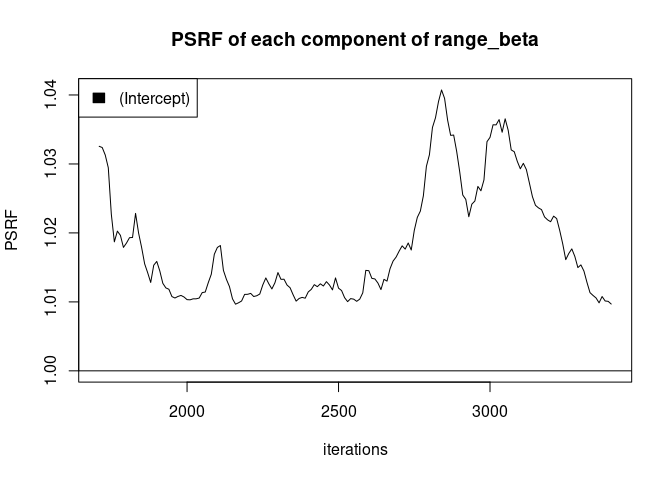 PSRF of each component of range_beta
(Intercept)
PSRF
1.04
1.03
1.02
1.01
1.00
2000 2500 3000
iterations